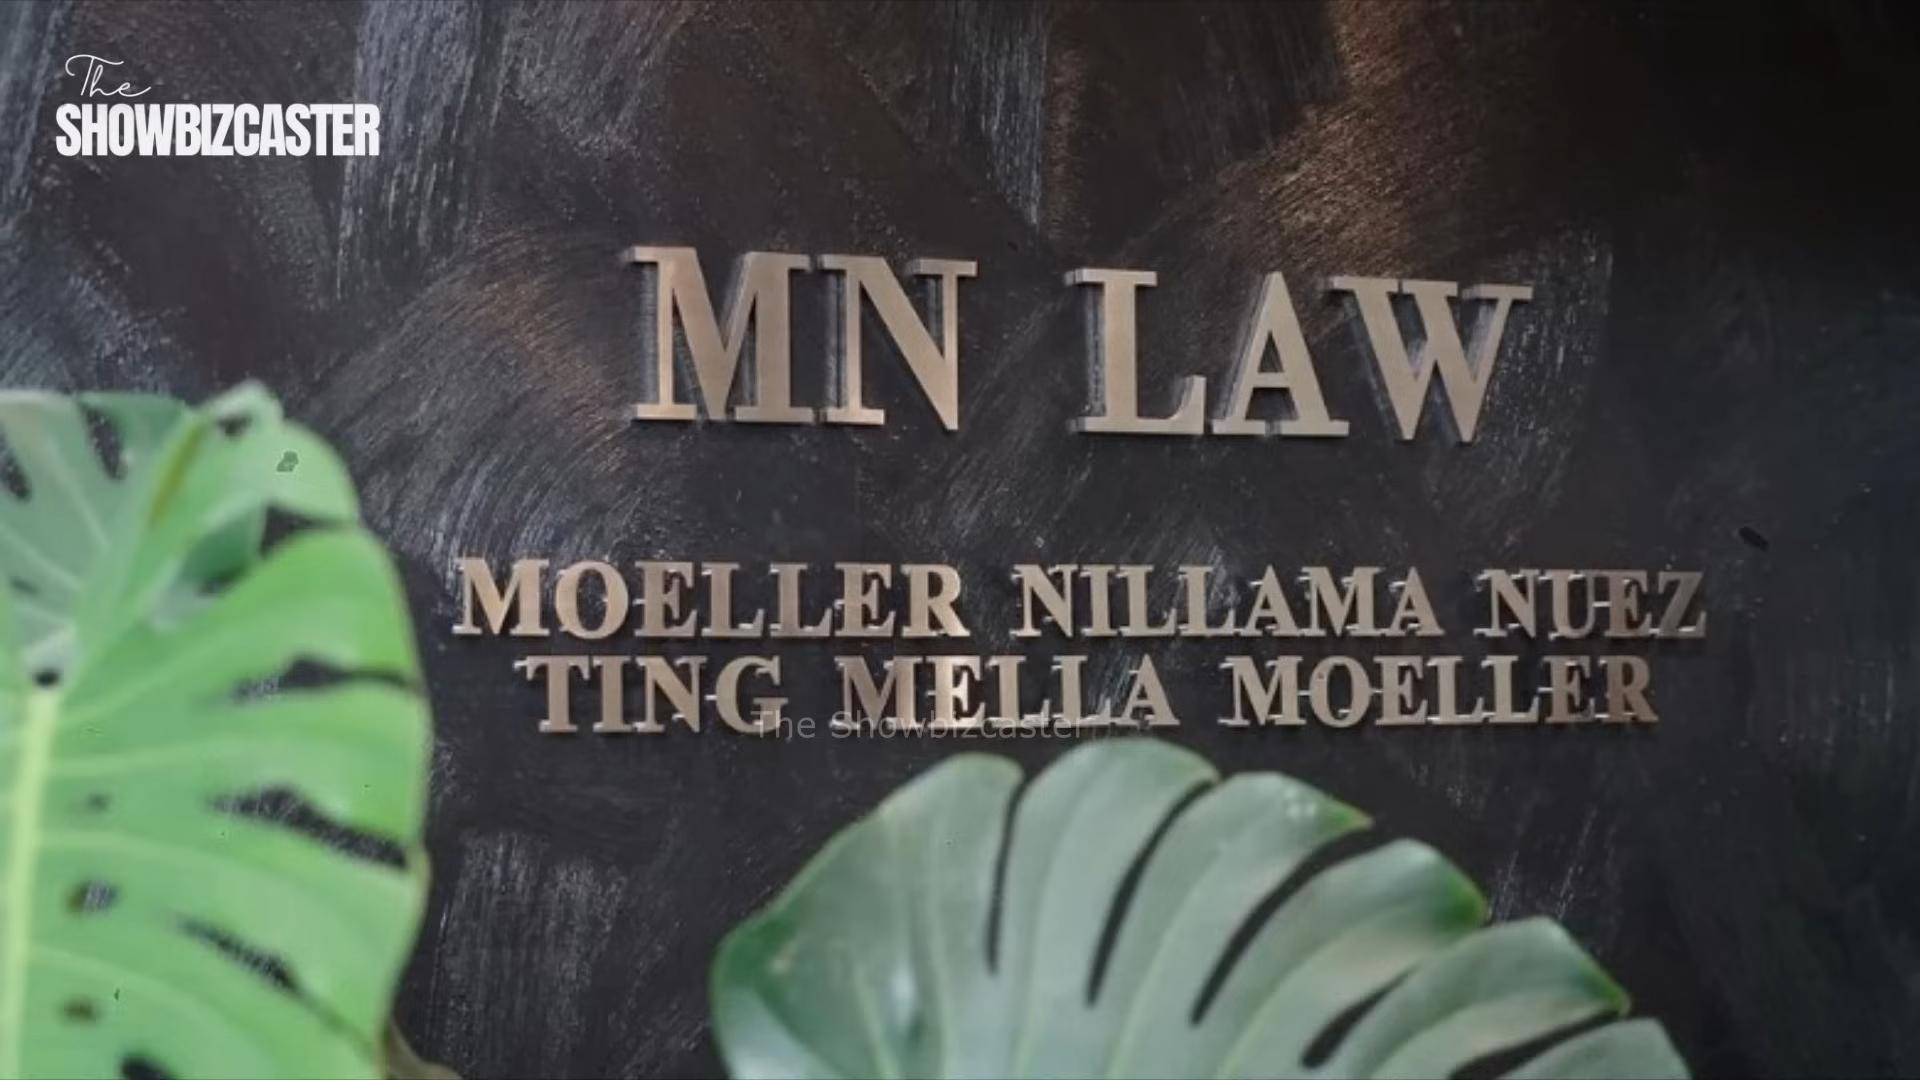 The
SHOWBIZCASTER
MN LAW
MOELLER NILLAMA NUEZ
TING MELLA MOELLER
The Showbizcaster